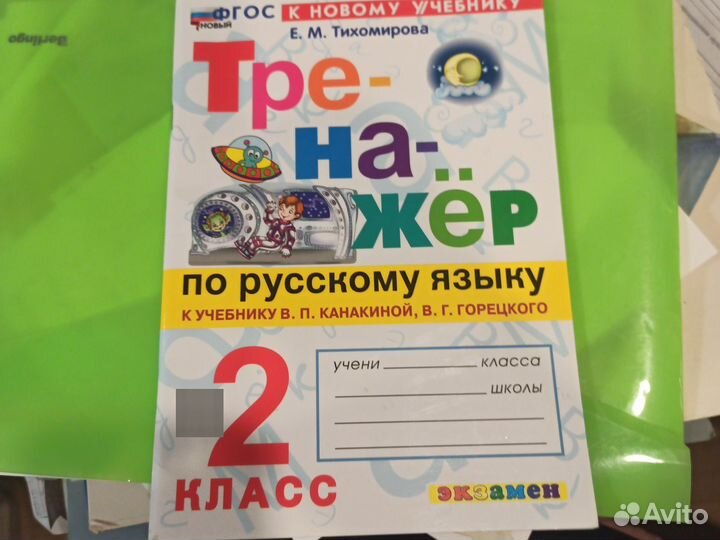 Berlingo
ФГОС К НОВОМУ УЧЕБНИКУ
НОВЫЙ
Е. М. Тихомирова
Тре-
на-
жёр
по русскому языку
К УЧЕБНИКУ В. П. КАНАКИНОЙ, В. Г. ГОРЕЦКОГО
2
КЛАСС
учени класса
школы
экзамен
Avito